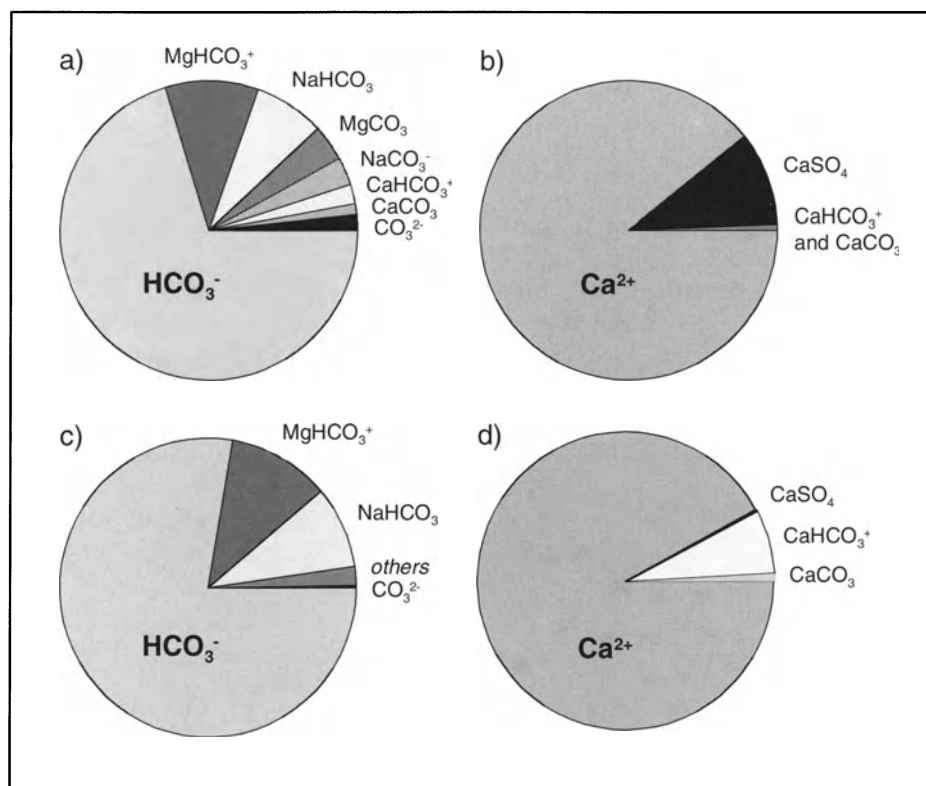 a)
MgHCO₃⁺
NaHCO₃
MgCO₃
NaCO₃⁻
CaHCO₃⁺
CaCO₃
CO₃²⁻
HCO₃⁻
b)
CaSO₄
CaHCO₃⁺
and CaCO₃
Ca²⁺
c)
MgHCO₃⁺
NaHCO₃
others
CO₃²⁻
HCO₃⁻
d)
CaSO₄
CaHCO₃⁺
CaCO₃
Ca²⁺